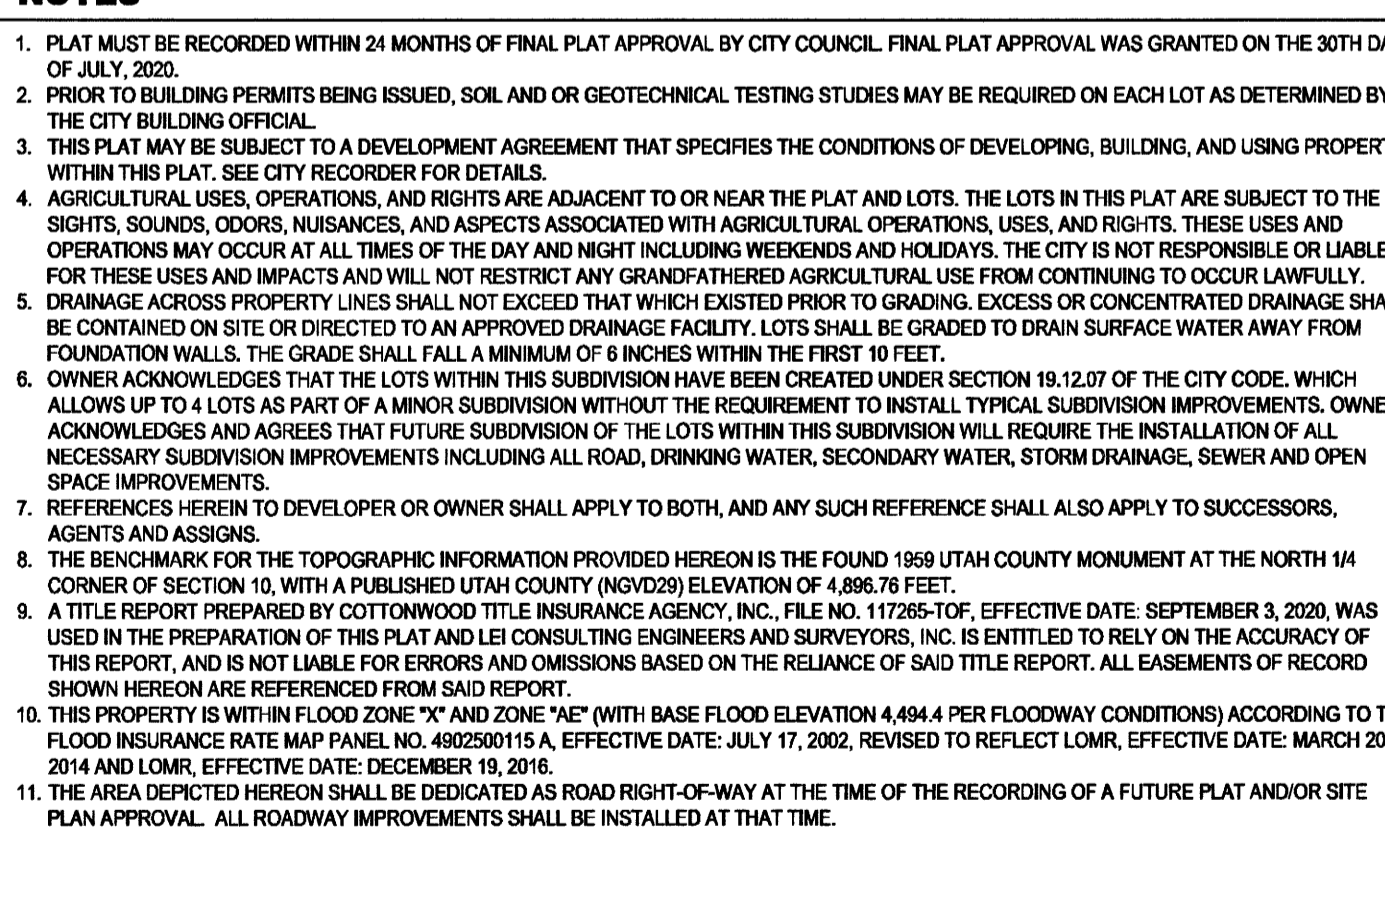 NOTES
1. PLAT MUST BE RECORDED WITHIN 24 MONTHS OF FINAL PLAT APPROVAL BY CITY COUNCIL. FINAL PLAT APPROVAL WAS GRANTED ON THE 30TH DA
OF JULY, 2020.
2. PRIOR TO BUILDING PERMITS BEING ISSUED, SOIL AND OR GEOTECHNICAL TESTING STUDIES MAY BE REQUIRED ON EACH LOT AS DETERMINED BY
THE CITY BUILDING OFFICIAL.
3. THIS PLAT MAY BE SUBJECT TO A DEVELOPMENT AGREEMENT THAT SPECIFIES THE CONDITIONS OF DEVELOPING, BUILDING, AND USING PROPERT
WITHIN THIS PLAT. SEE CITY RECORDER FOR DETAILS.
4. AGRICULTURAL USES, OPERATIONS, AND RIGHTS ARE ADJACENT TO OR NEAR THE PLAT AND LOTS. THE LOTS IN THIS PLAT ARE SUBJECT TO THE
SIGHTS, SOUNDS, ODORS, NUISANCES, AND ASPECTS ASSOCIATED WITH AGRICULTURAL OPERATIONS, USES, AND RIGHTS. THESE USES AND
OPERATIONS MAY OCCUR AT ALL TIMES OF THE DAY AND NIGHT INCLUDING WEEKENDS AND HOLIDAYS. THE CITY IS NOT RESPONSIBLE OR LIABLE
FOR THESE USES AND IMPACTS AND WILL NOT RESTRICT ANY GRANDFATHERED AGRICULTURAL USE FROM CONTINUING TO OCCUR LAWFULLY.
5. DRAINAGE ACROSS PROPERTY LINES SHALL NOT EXCEED THAT WHICH EXISTED PRIOR TO GRADING. EXCESS OR CONCENTRATED DRAINAGE SHA
BE CONTAINED ON SITE OR DIRECTED TO AN APPROVED DRAINAGE FACILITY. LOTS SHALL BE GRADED TO DRAIN SURFACE WATER AWAY FROM
FOUNDATION WALLS. THE GRADE SHALL FALL A MINIMUM OF 6 INCHES WITHIN THE FIRST 10 FEET.
6. OWNER ACKNOWLEDGES THAT THE LOTS WITHIN THIS SUBDIVISION HAVE BEEN CREATED UNDER SECTION 19.12.07 OF THE CITY CODE. WHICH
ALLOWS UP TO 4 LOTS AS PART OF A MINOR SUBDIVISION WITHOUT THE REQUIREMENT TO INSTALL TYPICAL SUBDIVISION IMPROVEMENTS. OWNE
ACKNOWLEDGES AND AGREES THAT FUTURE SUBDIVISION OF THE LOTS WITHIN THIS SUBDIVISION WILL REQUIRE THE INSTALLATION OF ALL
NECESSARY SUBDIVISION IMPROVEMENTS INCLUDING ALL ROAD, DRINKING WATER, SECONDARY WATER, STORM DRAINAGE, SEWER AND OPEN
SPACE IMPROVEMENTS.
7. REFERENCES HEREIN TO DEVELOPER OR OWNER SHALL APPLY TO BOTH, AND ANY SUCH REFERENCE SHALL ALSO APPLY TO SUCCESSORS,
AGENTS AND ASSIGNS.
8. THE BENCHMARK FOR THE TOPOGRAPHIC INFORMATION PROVIDED HEREON IS THE FOUND 1959 UTAH COUNTY MONUMENT AT THE NORTH 1/4
CORNER OF SECTION 10, WITH A PUBLISHED UTAH COUNTY (NGVD29) ELEVATION OF 4,896.76 FEET.
9. A TITLE REPORT PREPARED BY COTTONWOOD TITLE INSURANCE AGENCY, INC., FILE NO. 117265-TOF, EFFECTIVE DATE: SEPTEMBER 3, 2020, WAS
USED IN THE PREPARATION OF THIS PLAT AND LEI CONSULTING ENGINEERS AND SURVEYORS, INC. IS ENTITLED TO RELY ON THE ACCURACY OF
THIS REPORT, AND IS NOT LIABLE FOR ERRORS AND OMISSIONS BASED ON THE RELIANCE OF SAID TITLE REPORT. ALL EASEMENTS OF RECORD
SHOWN HEREON ARE REFERENCED FROM SAID REPORT.
10. THIS PROPERTY IS WITHIN FLOOD ZONE "X" AND ZONE "AE" (WITH BASE FLOOD ELEVATION 4,494.4 PER FLOODWAY CONDITIONS) ACCORDING TO T
FLOOD INSURANCE RATE MAP PANEL NO. 4902500115 A, EFFECTIVE DATE: JULY 17, 2002, REVISED TO REFLECT LOMR, EFFECTIVE DATE: MARCH 20
2014 AND LOMR, EFFECTIVE DATE: DECEMBER 19, 2016.
11. THE AREA DEPICTED HEREON SHALL BE DEDICATED AS ROAD RIGHT-OF-WAY AT THE TIME OF THE RECORDING OF A FUTURE PLAT AND/OR SITE
PLAN APPROVAL. ALL ROADWAY IMPROVEMENTS SHALL BE INSTALLED AT THAT TIME.